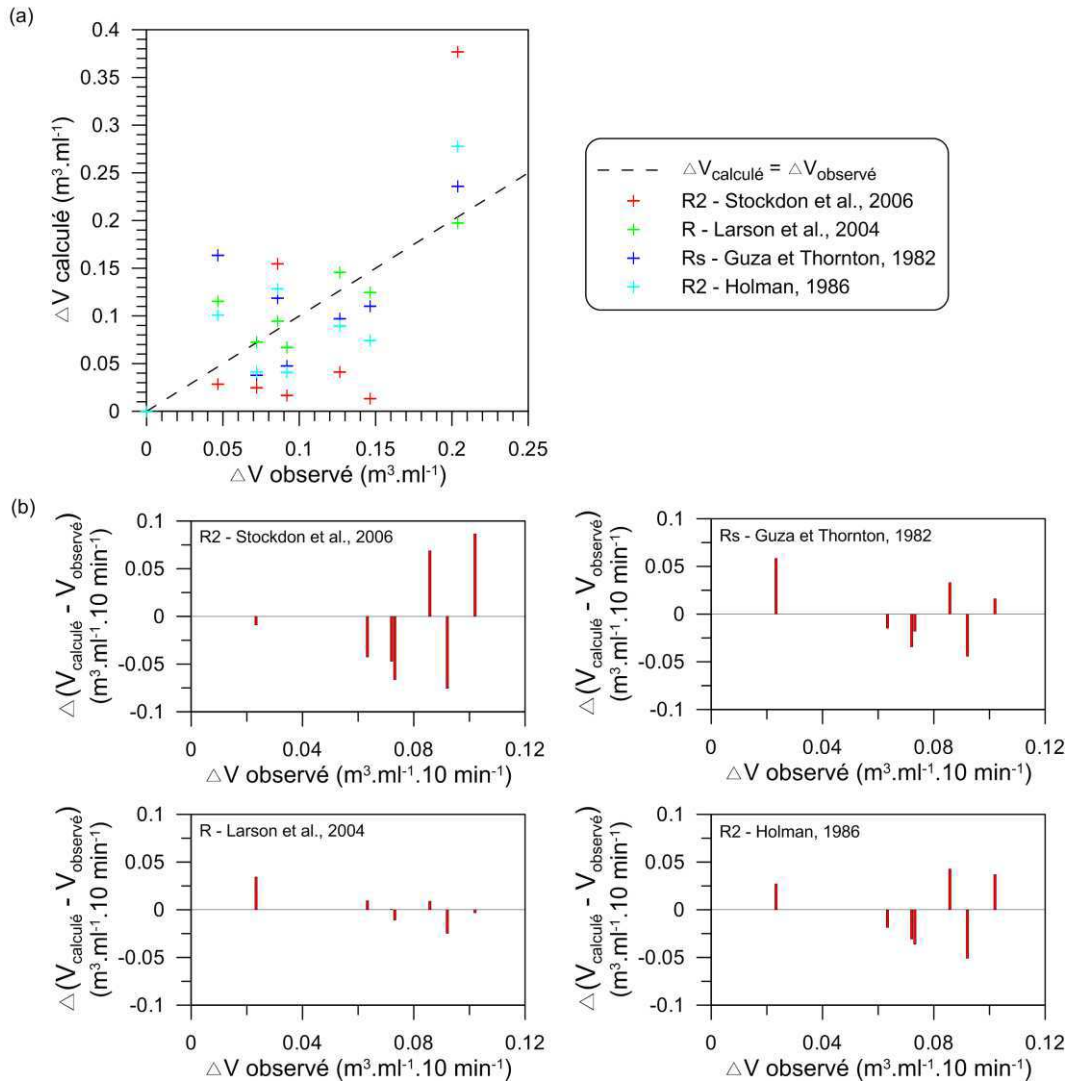 (a)
0.4
0.35
0.3
0.25
0.2
0.15
0.1
0.05
0
△V calculé (m³.ml⁻¹)
0 0.05 0.1 0.15 0.2 0.25
△V observé (m³.ml⁻¹)
△V calculé = △V observé
R2 - Stockdon et al., 2006
R - Larson et al., 2004
Rs - Guza et Thornton, 1982
R2 - Holman, 1986
(b)
△(V calculé - V observé)
(m³.ml⁻¹.10 min⁻¹)
0.1
0.05
0
-0.05
-0.1
R2 - Stockdon et al., 2006
0 0.04 0.08 0.12
△V observé (m³.ml⁻¹.10 min⁻¹)
△(V calculé - V observé)
(m³.ml⁻¹.10 min⁻¹)
0.1
0.05
0
-0.05
-0.1
Rs - Guza et Thornton, 1982
0 0.04 0.08 0.12
△V observé (m³.ml⁻¹.10 min⁻¹)
△(V calculé - V observé)
(m³.ml⁻¹.10 min⁻¹)
0.1
0.05
0
-0.05
-0.1
R - Larson et al., 2004
0 0.04 0.08 0.12
△V observé (m³.ml⁻¹.10 min⁻¹)
△(V calculé - V observé)
(m³.ml⁻¹.10 min⁻¹)
0.1
0.05
0
-0.05
-0.1
R2 - Holman, 1986
0 0.04 0.08 0.12
△V observé (m³.ml⁻¹.10 min⁻¹)